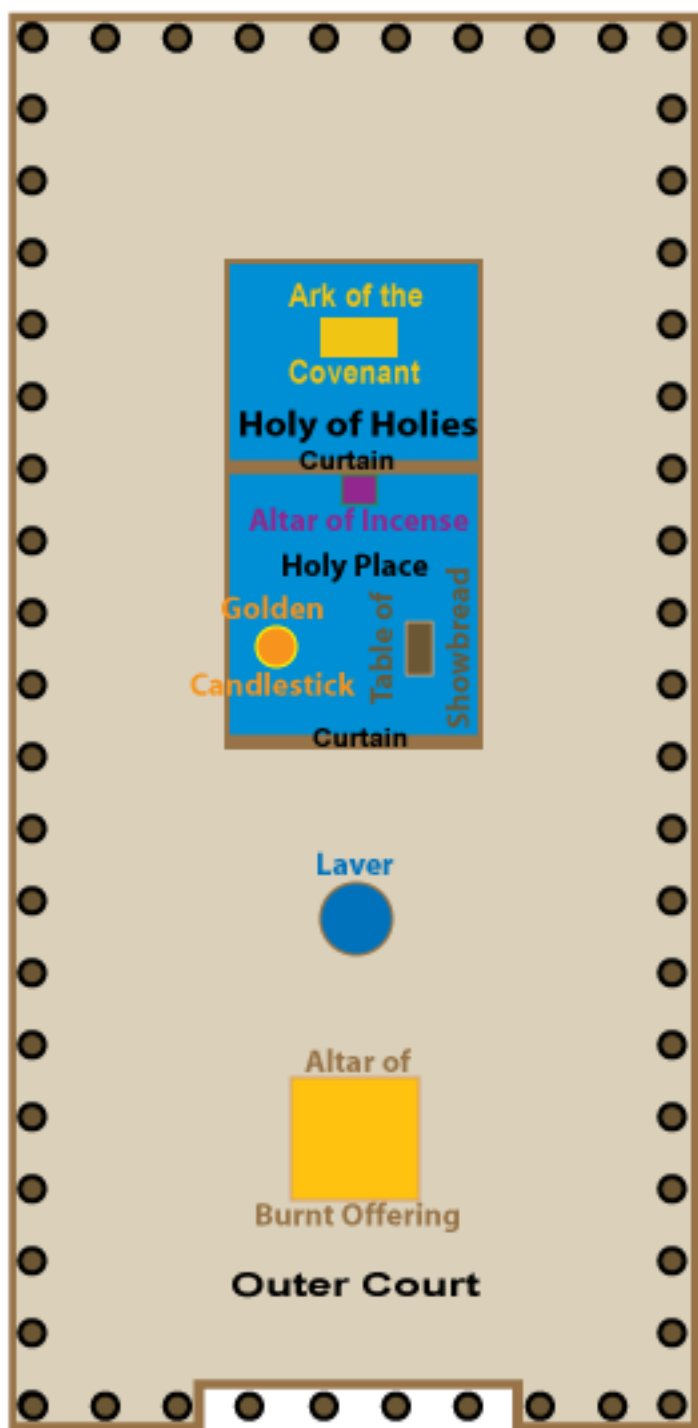 Ark of the
Covenant
Holy of Holies
Curtain
Altar of Incense
Holy Place
Golden
Candlestick
Table of
Showbread
Curtain
Laver
Altar of
Burnt Offering
Outer Court